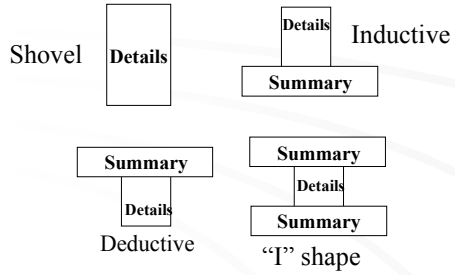 Shovel
Details
Details
Inductive
Summary
Summary
Details
Deductive
Summary
Details
Summary
“I” shape